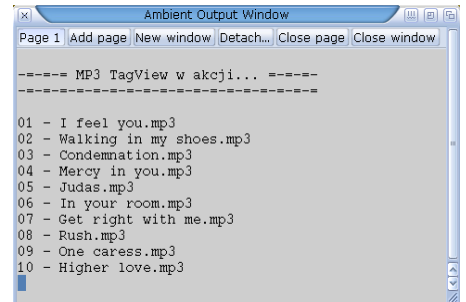 Ambient Output Window
Page 1 Add page New window Detach... Close page Close window
-=-=-= MP3 TagView w akcji... =-=-=-
-=-=-=-=-=-=-=-=-=-=-=-=-=-=-=-=-=-=
01 - I feel you.mp3
02 - Walking in my shoes.mp3
03 - Condemnation.mp3
04 - Mercy in you.mp3
05 - Judas.mp3
06 - In your room.mp3
07 - Get right with me.mp3
08 - Rush.mp3
09 - One caress.mp3
10 - Higher love.mp3